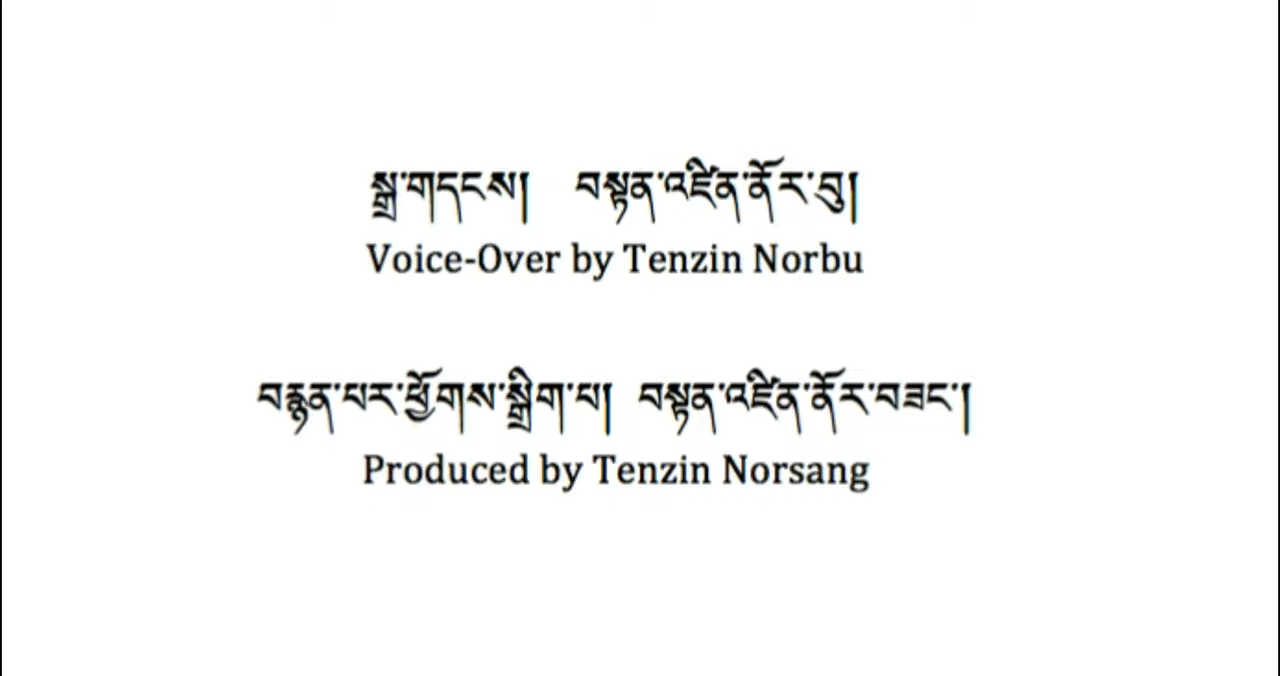 སྒྲ་གདངས། བསྟན་འཛིན་ནོར་བུ།
Voice-Over by Tenzin Norbu
བརྙན་པར་ཕྱོགས་སྒྲིག་པ། བསྟན་འཛིན་ནོར་བཟང་།
Produced by Tenzin Norsang